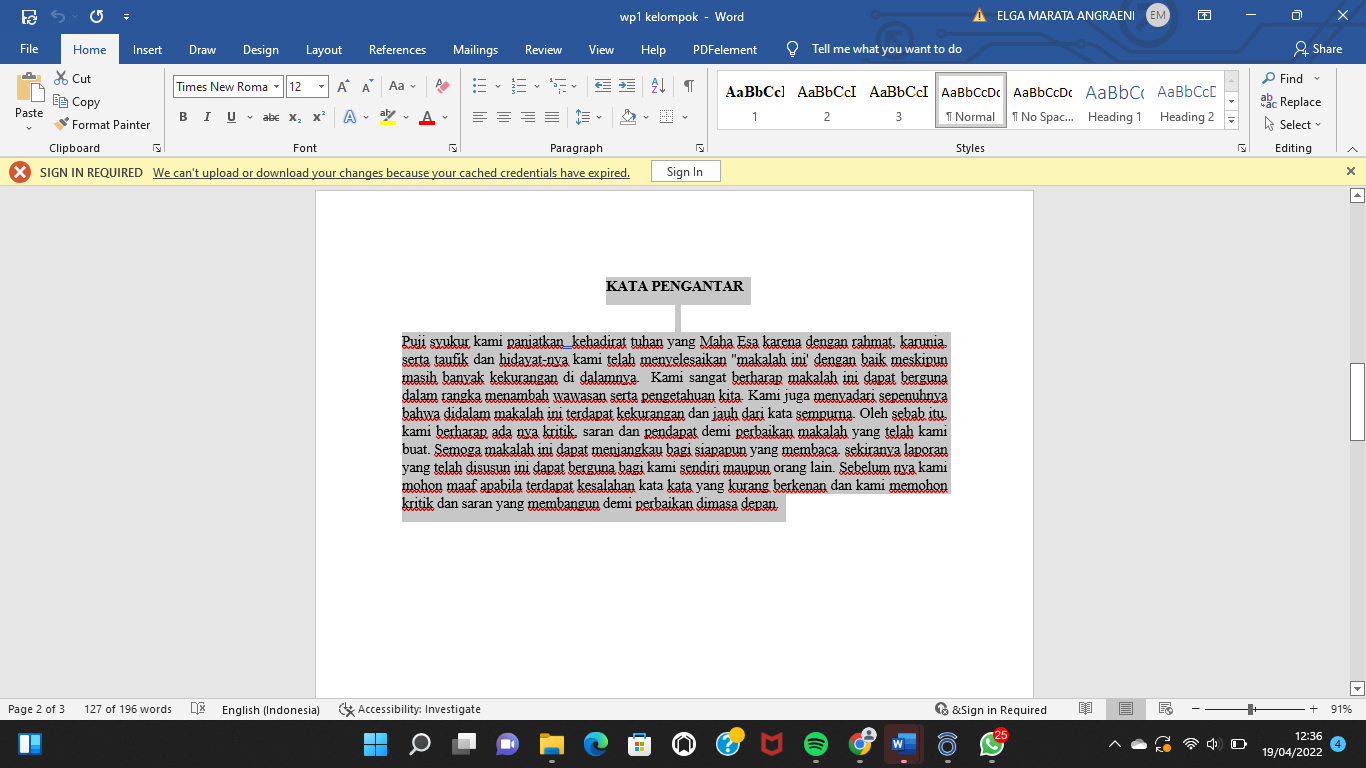 wp1 kelompok - Word
ELGA MARATA ANGRAENI
EM
File Home Insert Draw Design Layout References Mailings Review View Help PDFelement Tell me what you want to do Share
Paste
Cut
Copy
Format Painter
Times New Roma 12
Clipboard Font Paragraph Styles Editing
AaBbCcI AaBbCcI AaBbCcI AaBbCcDc AaBbCcDc AaBbCc AaBbCcD
1 2 3 ¶ Normal ¶ No Spac... Heading 1 Heading 2
Find
Replace
Select
SIGN IN REQUIRED We can't upload or download your changes because your cached credentials have expired. Sign In
KATA PENGANTAR
Puji syukur kami panjatkan kehadirat tuhan yang Maha Esa karena dengan rahmat, karunia,
serta taufik dan hidayat-nya kami telah menyelesaikan "makalah ini' dengan baik meskipun
masih banyak kekurangan di dalamnya. Kami sangat berharap makalah ini dapat berguna
dalam rangka menambah wawasan serta pengetahuan kita. Kami juga menyadari sepenuhnya
bahwa didalam makalah ini terdapat kekurangan dan jauh dari kata sempurna. Oleh sebab itu,
kami berharap ada nya kritik, saran dan pendapat demi perbaikan makalah yang telah kami
buat. Semoga makalah ini dapat menjangkau bagi siapapun yang membaca. sekiranya laporan
yang telah disusun ini dapat berguna bagi kami sendiri maupun orang lain. Sebelum nya kami
mohon maaf apabila terdapat kesalahan kata kata yang kurang berkenan dan kami memohon
kritik dan saran yang membangun demi perbaikan dimasa depan.
Page 2 of 3 127 of 196 words English (Indonesia) Accessibility: Investigate &Sign in Required 91%
25
12:36
19/04/2022
4